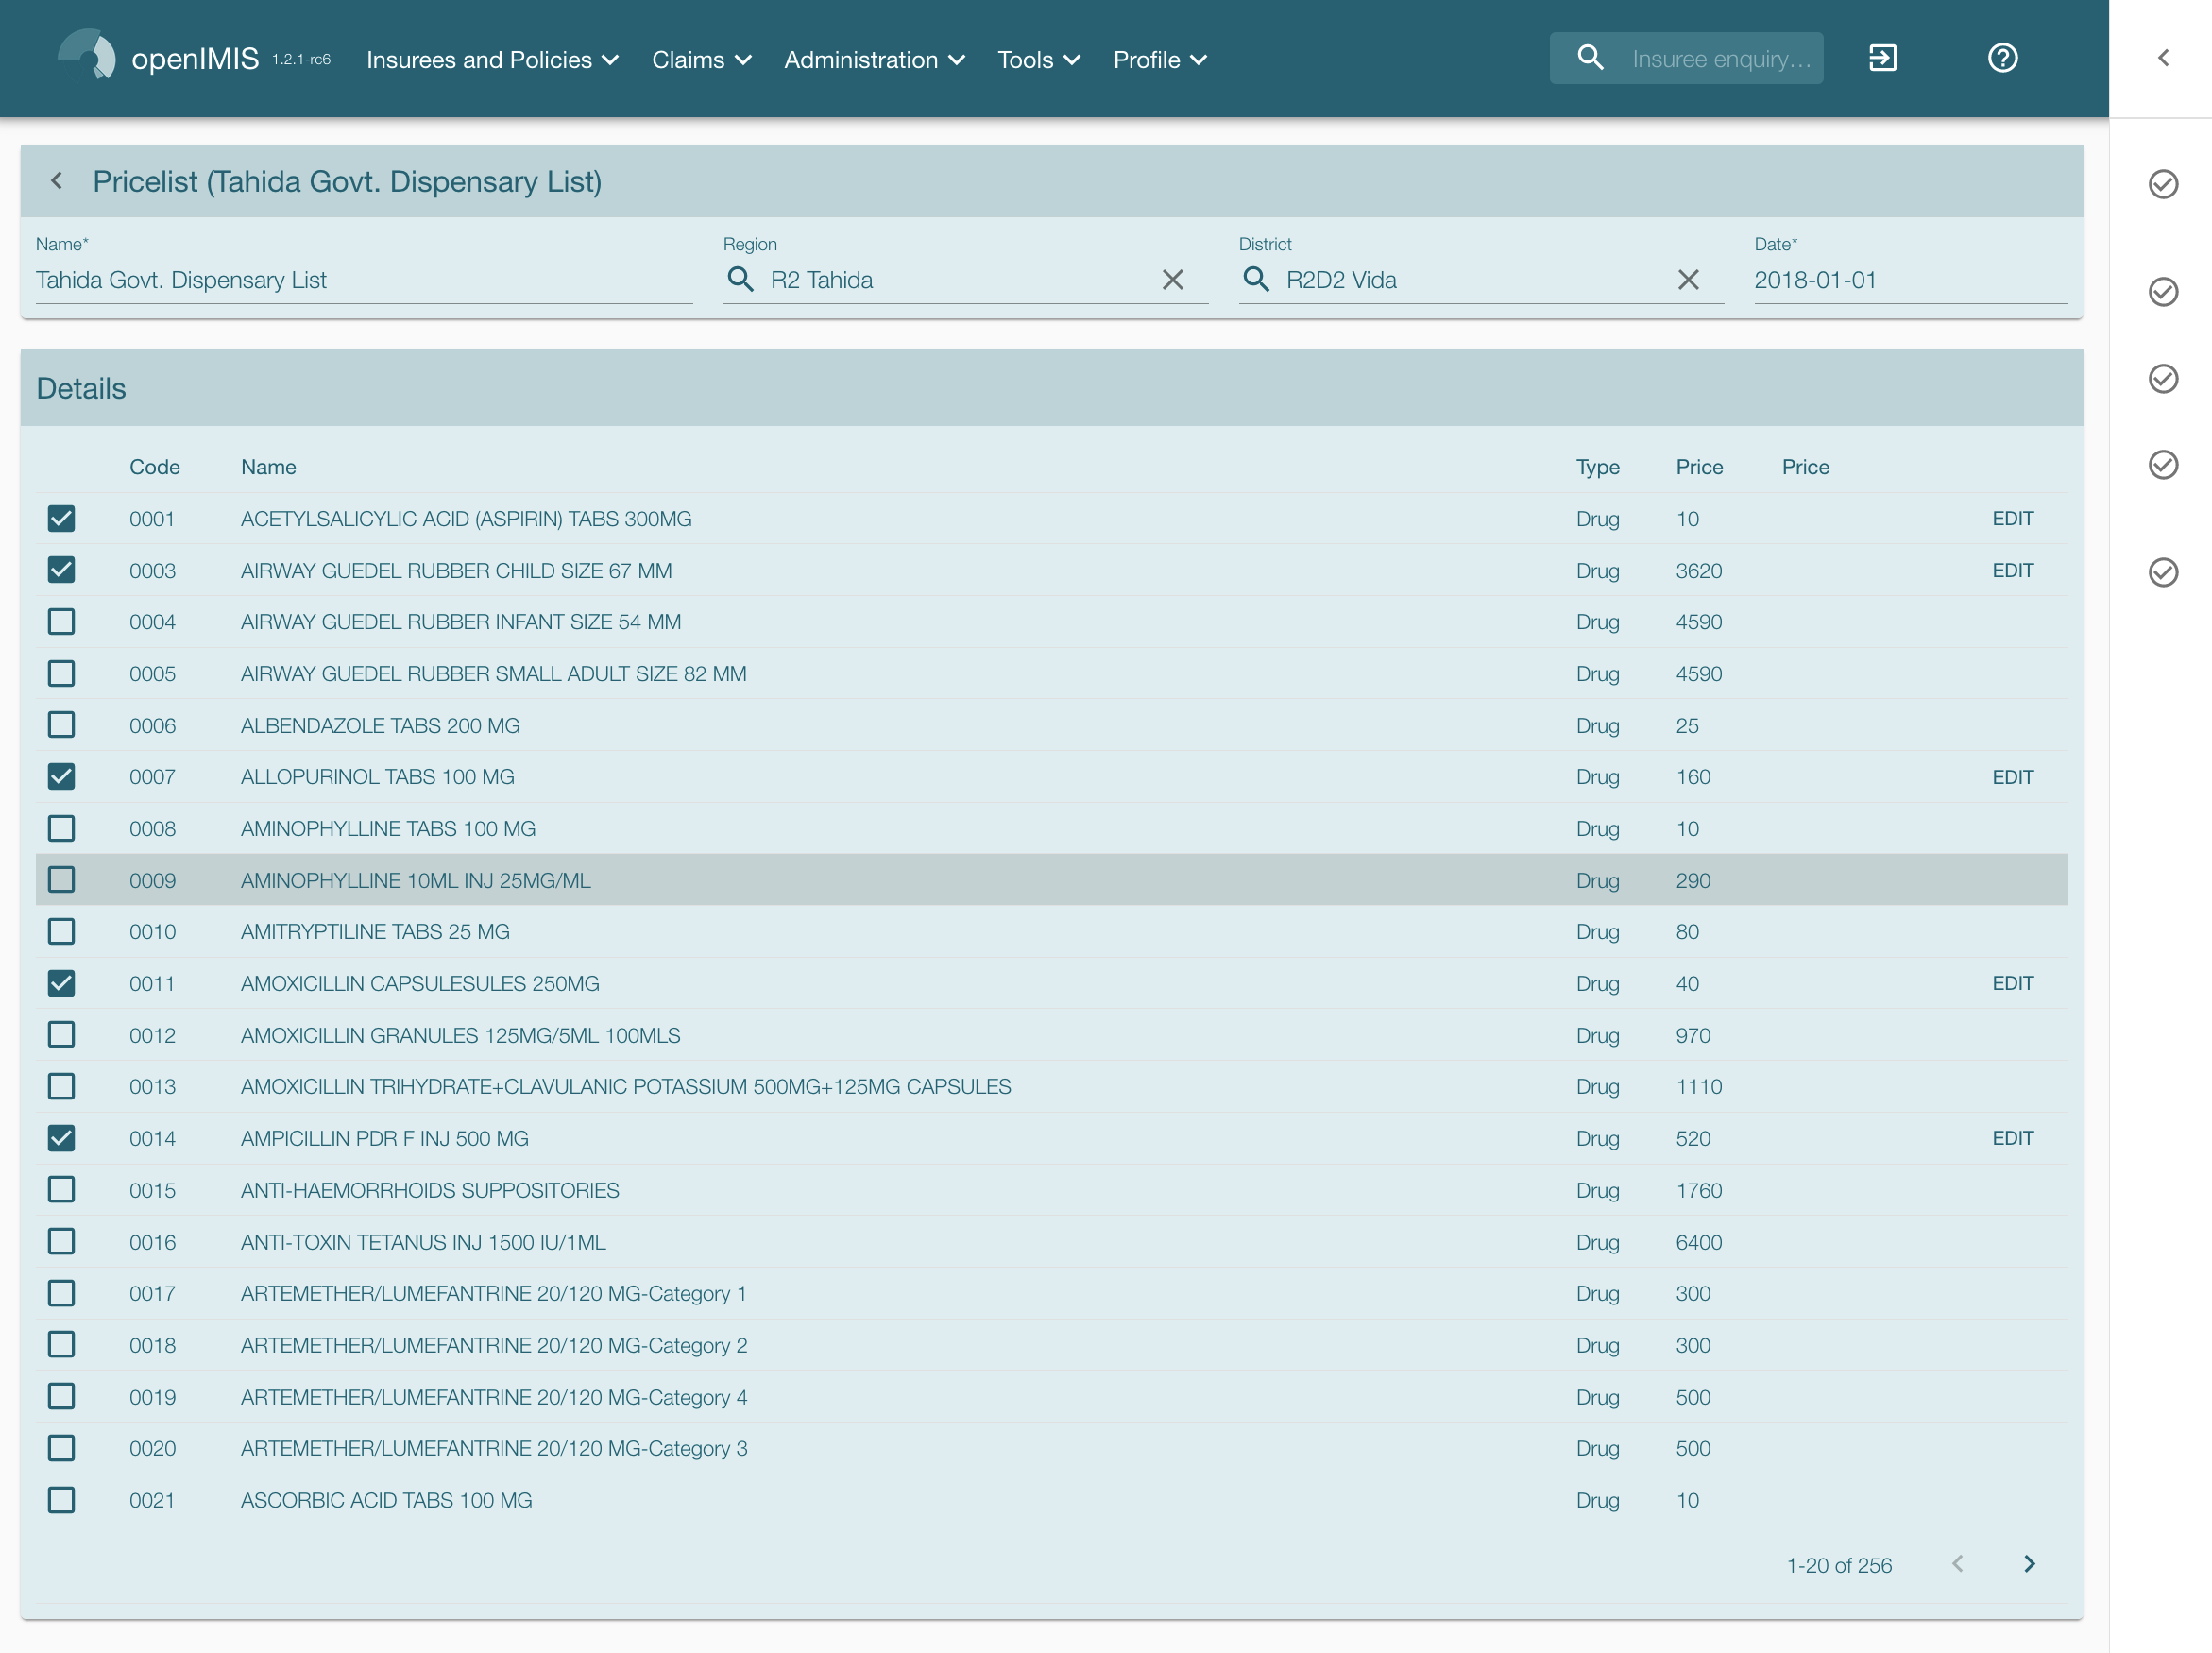 openIMIS 1.2.1-rc6 Insurees and Policies Claims Administration Tools Profile Insuree enquiry...
Pricelist (Tahida Govt. Dispensary List)
Name* Region District Date*
Tahida Govt. Dispensary List R2 Tahida R2D2 Vida 2018-01-01
Details
Code Name Type Price Price
0001 ACETYLSALICYLIC ACID (ASPIRIN) TABS 300MG Drug 10 EDIT
0003 AIRWAY GUEDEL RUBBER CHILD SIZE 67 MM Drug 3620 EDIT
0004 AIRWAY GUEDEL RUBBER INFANT SIZE 54 MM Drug 4590
0005 AIRWAY GUEDEL RUBBER SMALL ADULT SIZE 82 MM Drug 4590
0006 ALBENDAZOLE TABS 200 MG Drug 25
0007 ALLOPURINOL TABS 100 MG Drug 160 EDIT
0008 AMINOPHYLLINE TABS 100 MG Drug 10
0009 AMINOPHYLLINE 10ML INJ 25MG/ML Drug 290
0010 AMITRYPTILINE TABS 25 MG Drug 80
0011 AMOXICILLIN CAPSULESULES 250MG Drug 40 EDIT
0012 AMOXICILLIN GRANULES 125MG/5ML 100MLS Drug 970
0013 AMOXICILLIN TRIHYDRATE+CLAVULANIC POTASSIUM 500MG+125MG CAPSULES Drug 1110
0014 AMPICILLIN PDR F INJ 500 MG Drug 520 EDIT
0015 ANTI-HAEMORRHOIDS SUPPOSITORIES Drug 1760
0016 ANTI-TOXIN TETANUS INJ 1500 IU/1ML Drug 6400
0017 ARTEMETHER/LUMEFANTRINE 20/120 MG-Category 1 Drug 300
0018 ARTEMETHER/LUMEFANTRINE 20/120 MG-Category 2 Drug 300
0019 ARTEMETHER/LUMEFANTRINE 20/120 MG-Category 4 Drug 500
0020 ARTEMETHER/LUMEFANTRINE 20/120 MG-Category 3 Drug 500
0021 ASCORBIC ACID TABS 100 MG Drug 10
1-20 of 256